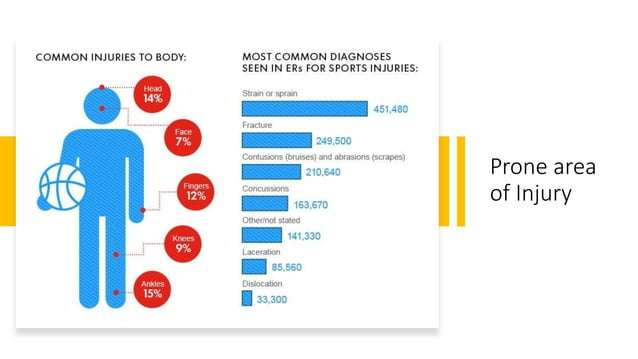 COMMON INJURIES TO BODY:
Head
14%
Face
7%
Fingers
12%
Knees
9%
Ankles
15%
MOST COMMON DIAGNOSES
SEEN IN ERs FOR SPORTS INJURIES:
Strain or sprain
451,480
Fracture
249,500
Contusions (bruises) and abrasions (scrapes)
210,640
Concussions
163,670
Other/not stated
141,330
Laceration
85,560
Dislocation
33,300
Prone area
of Injury